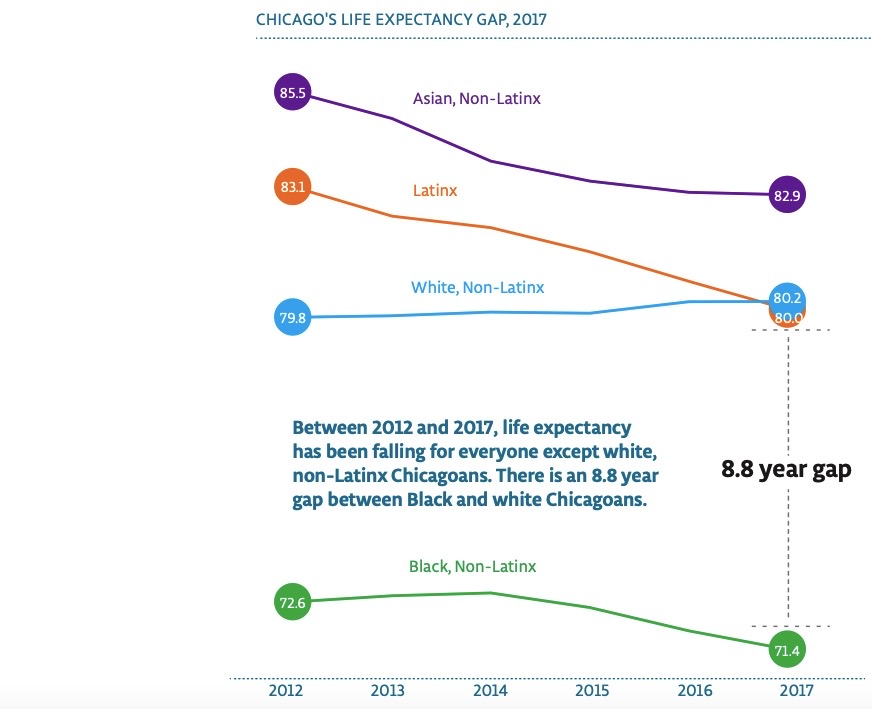 CHICAGO'S LIFE EXPECTANCY GAP, 2017
85.5
Asian, Non-Latinx
83.1
Latinx
82.9
White, Non-Latinx
80.2
79.8
80.0
Between 2012 and 2017, life expectancy
has been falling for everyone except white,
non-Latinx Chicagoans. There is an 8.8 year
gap between Black and white Chicagoans.
8.8 year gap
Black, Non-Latinx
72.6
71.4
2012 2013 2014 2015 2016 2017